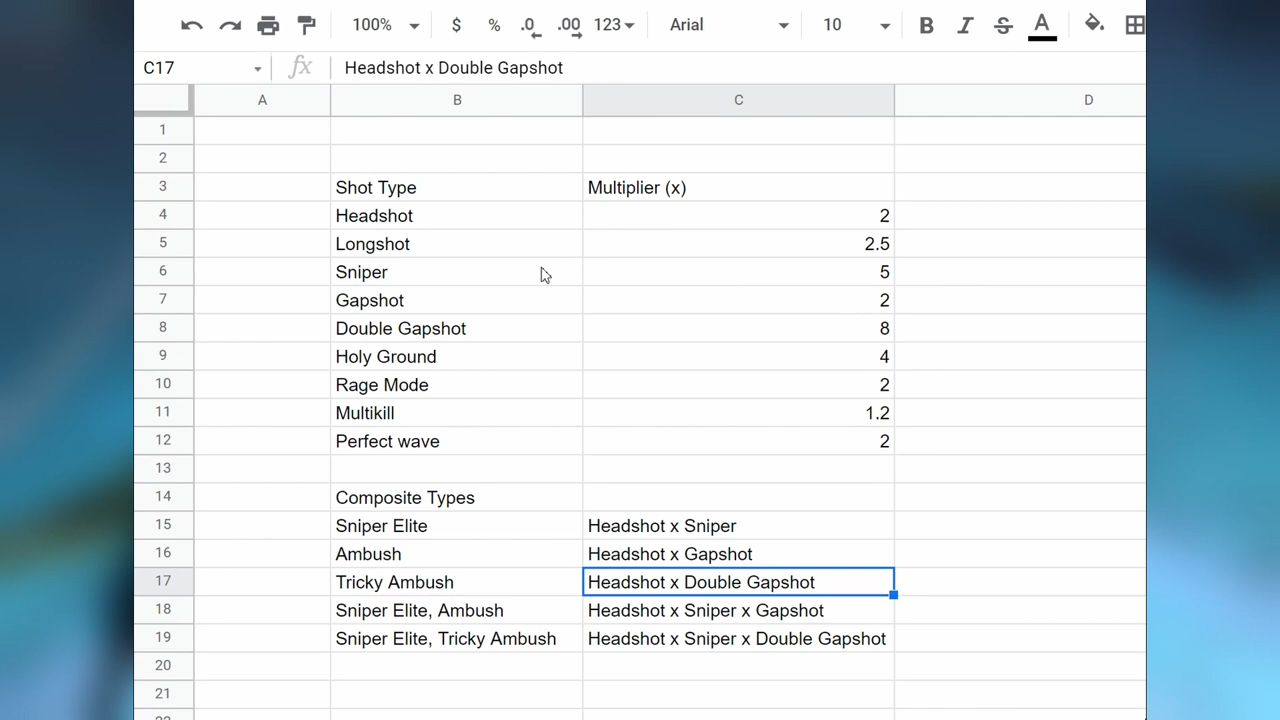 100% $ % .0 .00 123 Arial 10 B I S A
C17 fx Headshot x Double Gapshot
A B C D
1
2
3 Shot Type Multiplier (x)
4 Headshot 2
5 Longshot 2.5
6 Sniper 5
7 Gapshot 2
8 Double Gapshot 8
9 Holy Ground 4
10 Rage Mode 2
11 Multikill 1.2
12 Perfect wave 2
13
14 Composite Types
15 Sniper Elite Headshot x Sniper
16 Ambush Headshot x Gapshot
17 Tricky Ambush Headshot x Double Gapshot
18 Sniper Elite, Ambush Headshot x Sniper x Gapshot
19 Sniper Elite, Tricky Ambush Headshot x Sniper x Double Gapshot
20
21